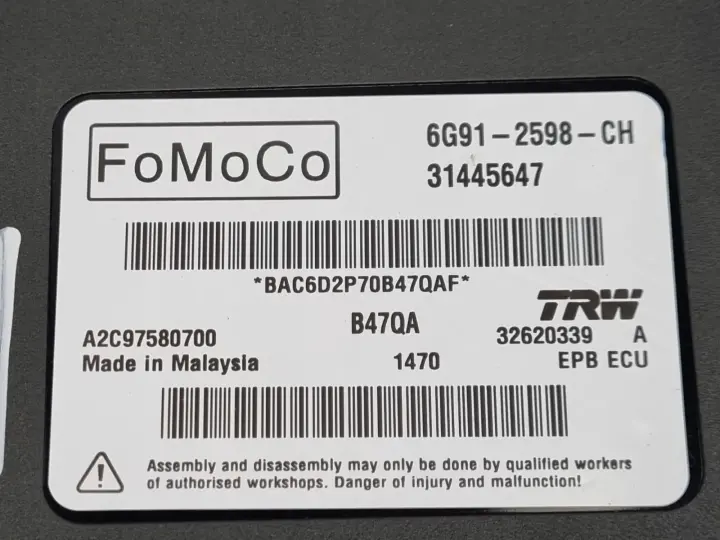 FoMoCo
6G91-2598-CH
31445647
*BAC6D2P70B47QAF*
TRW
A2C97580700 B47QA 32620339 A
Made in Malaysia 1470 EPB ECU
Assembly and disassembly may only be done by qualified workers
of authorised workshops. Danger of injury and malfunction!